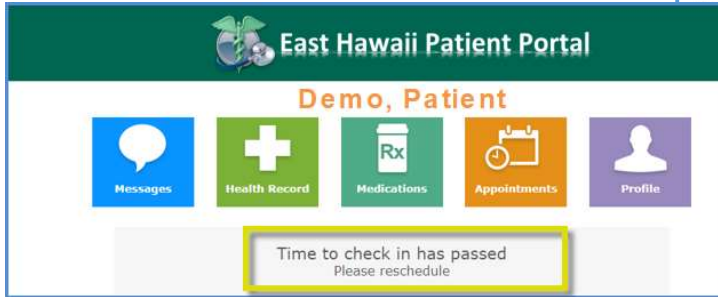 East Hawaii Patient Portal
Demo, Patient
Rx
Messages
Health Record
Medications
Appointments
Profile
Time to check in has passed
Please reschedule